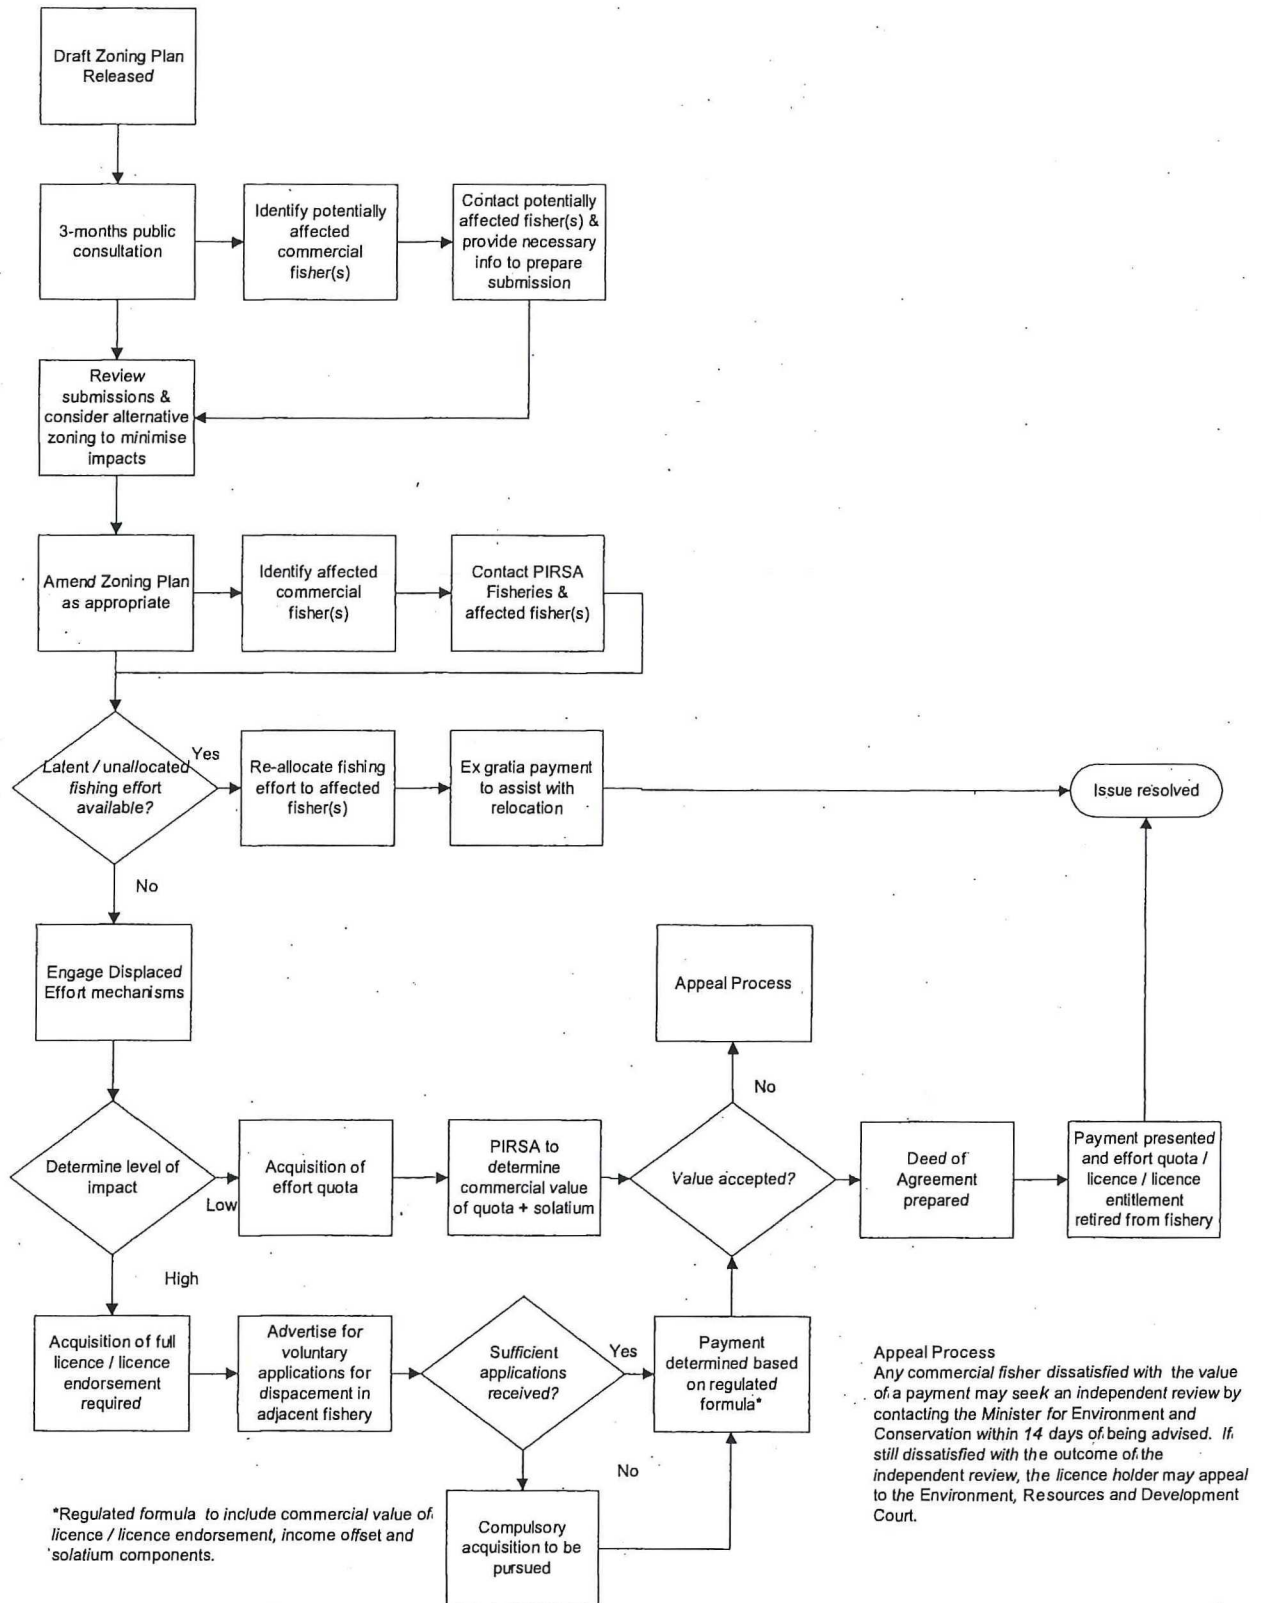 Draft Zoning Plan
Released
3-months public
consultation
Identify potentially
affected
commercial
fisher(s)
Contact potentially
affected fisher(s) &
provide necessary
info to prepare
submission
Review
submissions &
consider alternative
zoning to minimise
impacts
Amend Zoning Plan
as appropriate
Identify affected
commercial
fisher(s)
Contact PIRSA
Fisheries &
affected fisher(s)
Latent / unallocated
fishing effort
available?
Yes
Re-allocate fishing
effort to affected
fisher(s)
Ex gratia payment
to assist with
relocation
Issue resolved
No
Engage Displaced
Effort mechanisms
Appeal Process
No
Determine level of
impact
Low
Acquisition of
effort quota
PIRSA to
determine
commercial value
of quota + solatium
Value accepted?
Deed of
Agreement
prepared
Payment presented
and effort quota /
licence / licence
entitlement
retired from fishery
High
Acquisition of full
licence / licence
endorsement
required
Advertise for
voluntary
applications for
dispacement in
adjacent fishery
Sufficient
applications
received?
Yes
Payment
determined based
on regulated
formula*
No
Compulsory
acquisition to be
pursued
Appeal Process
Any commercial fisher dissatisfied with the value
of a payment may seek an independent review by
contacting the Minister for Environment and
Conservation within 14 days of being advised. If
still dissatisfied with the outcome of the
independent review, the licence holder may appeal
to the Environment, Resources and Development
Court.
*Regulated formula to include commercial value of
licence / licence endorsement, income offset and
solatium components.